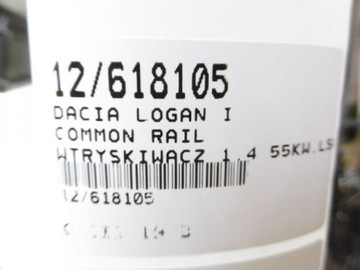 12/618105
DACIA LOGAN I
COMMON RAIL
WTRYSKIWACZ 1.4 55KW.LS
12/618105